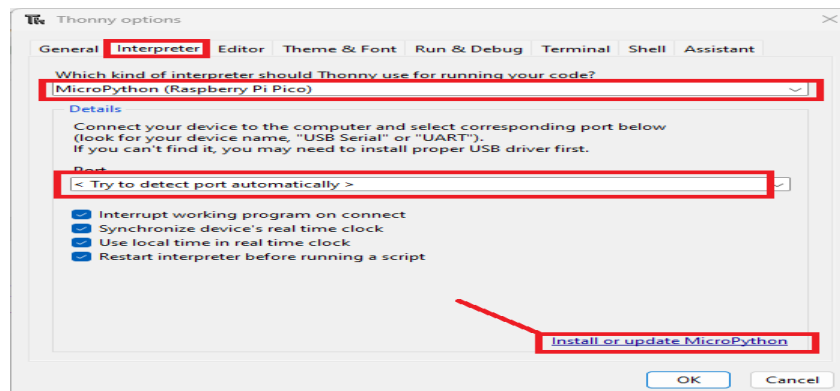 Thonny options
General Interpreter Editor Theme & Font Run & Debug Terminal Shell Assistant
Which kind of interpreter should Thonny use for running your code?
MicroPython (Raspberry Pi Pico)
Details
Connect your device to the computer and select corresponding port below
(look for your device name, "USB Serial" or "UART").
If you can't find it, you may need to install proper USB driver first.
Port
< Try to detect port automatically >
Interrupt working program on connect
Synchronize device's real time clock
Use local time in real time clock
Restart interpreter before running a script
Install or update MicroPython
OK Cancel